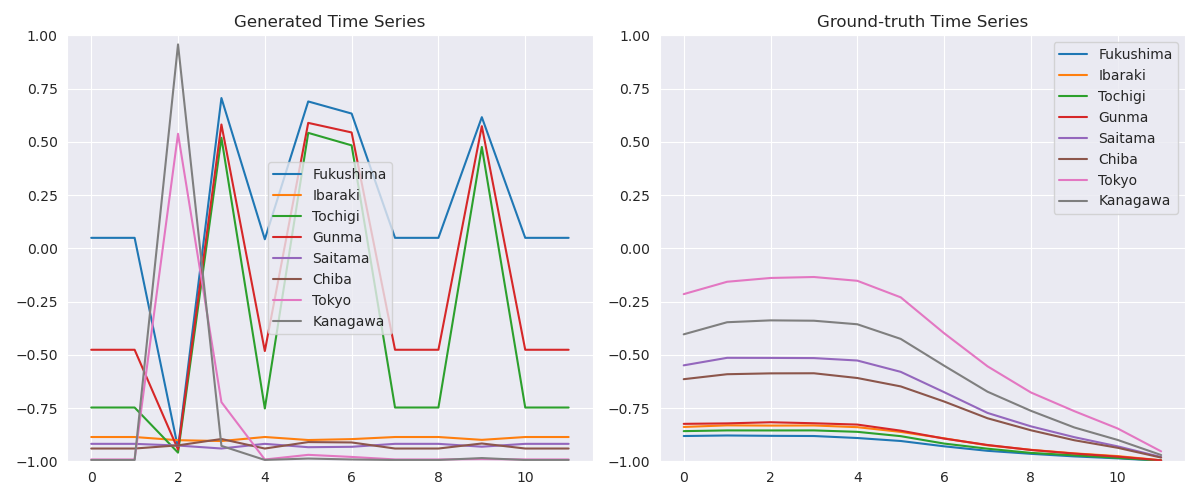 Generated Time Series
1.00
0.75
0.50
0.25
0.00
−0.25
−0.50
−0.75
−1.00
0 2 4 6 8 10
Fukushima
Ibaraki
Tochigi
Gunma
Saitama
Chiba
Tokyo
Kanagawa
Ground-truth Time Series
1.00
0.75
0.50
0.25
0.00
−0.25
−0.50
−0.75
−1.00
0 2 4 6 8 10
Fukushima
Ibaraki
Tochigi
Gunma
Saitama
Chiba
Tokyo
Kanagawa